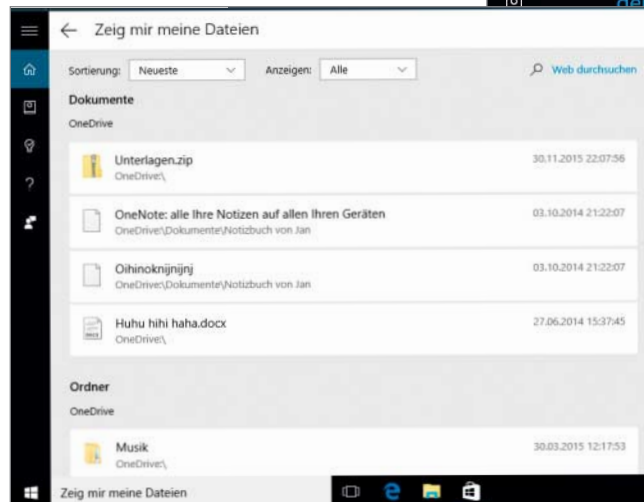 Zeig mir meine Dateien
Sortierung: Neueste Anzeigen: Alle Web durchsuchen
Dokumente
OneDrive
Unterlagen.zip 30.11.2015 22:07:56
OneDrive:\
OneNote: alle Ihre Notizen auf allen Ihren Geräten 03.10.2014 21:22:07
OneDrive:\Dokumente\Notizbuch von Jan
Oihinoknijnijnj 03.10.2014 21:22:07
OneDrive:\Dokumente\Notizbuch von Jan
Huhu hihi haha.docx 27.06.2014 15:37:45
OneDrive:\
Ordner
OneDrive
Musik 30.03.2015 12:17:53
OneDrive:\
Zeig mir meine Dateien